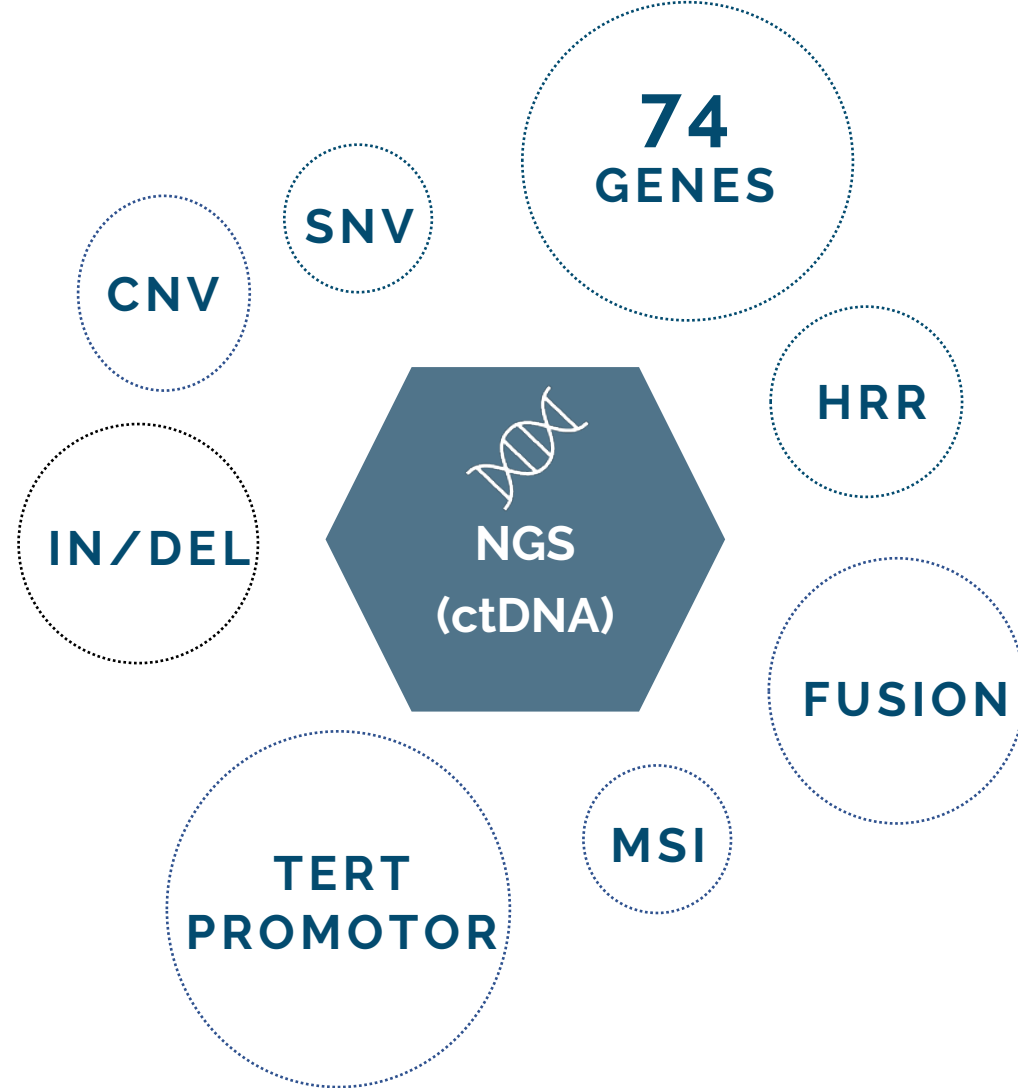 74
GENES
SNV
CNV
HRR
IN/DEL
NGS
(ctDNA)
FUSION
MSI
TERT
PROMOTOR